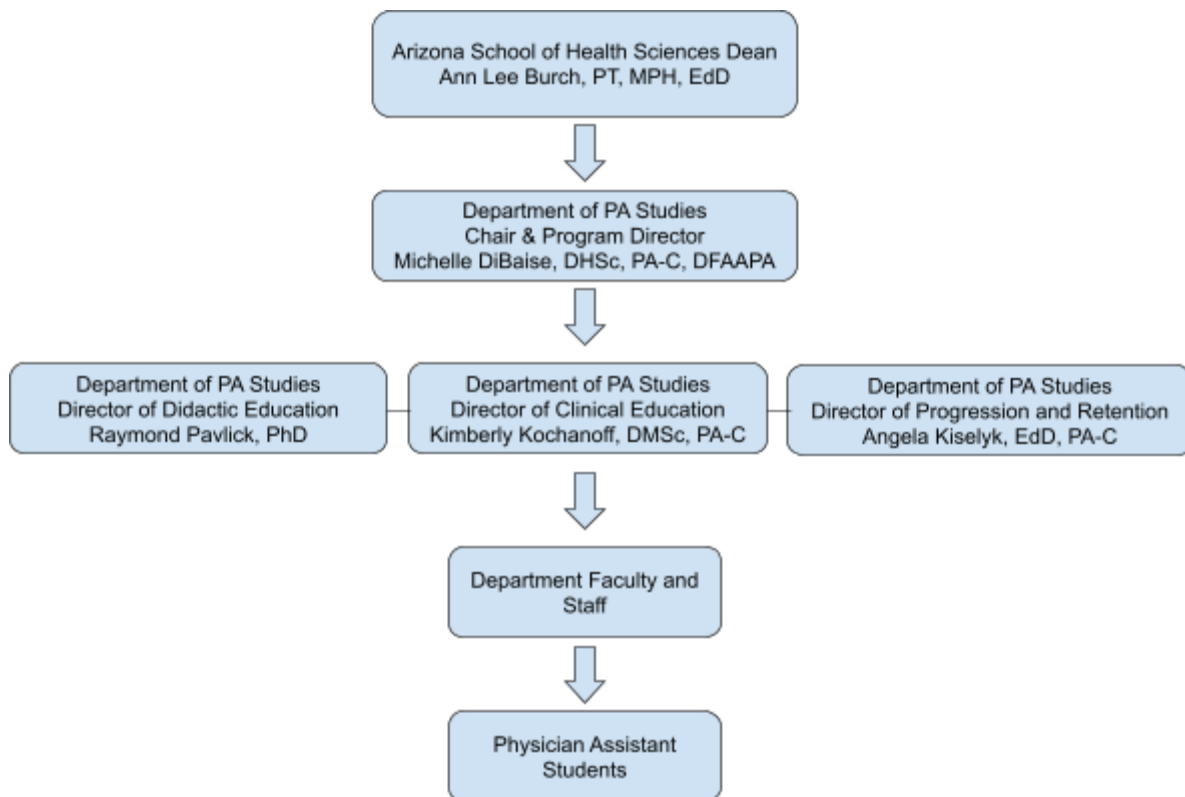 Arizona School of Health Sciences Dean
Ann Lee Burch, PT, MPH, EdD
Department of PA Studies
Chair & Program Director
Michelle DiBaise, DHSc, PA-C, DFAAPA
Department of PA Studies
Director of Didactic Education
Raymond Pavlick, PhD
Department of PA Studies
Director of Clinical Education
Kimberly Kochanoff, DMSc, PA-C
Department of PA Studies
Director of Progression and Retention
Angela Kiselyk, EdD, PA-C
Department Faculty and
Staff
Physician Assistant
Students